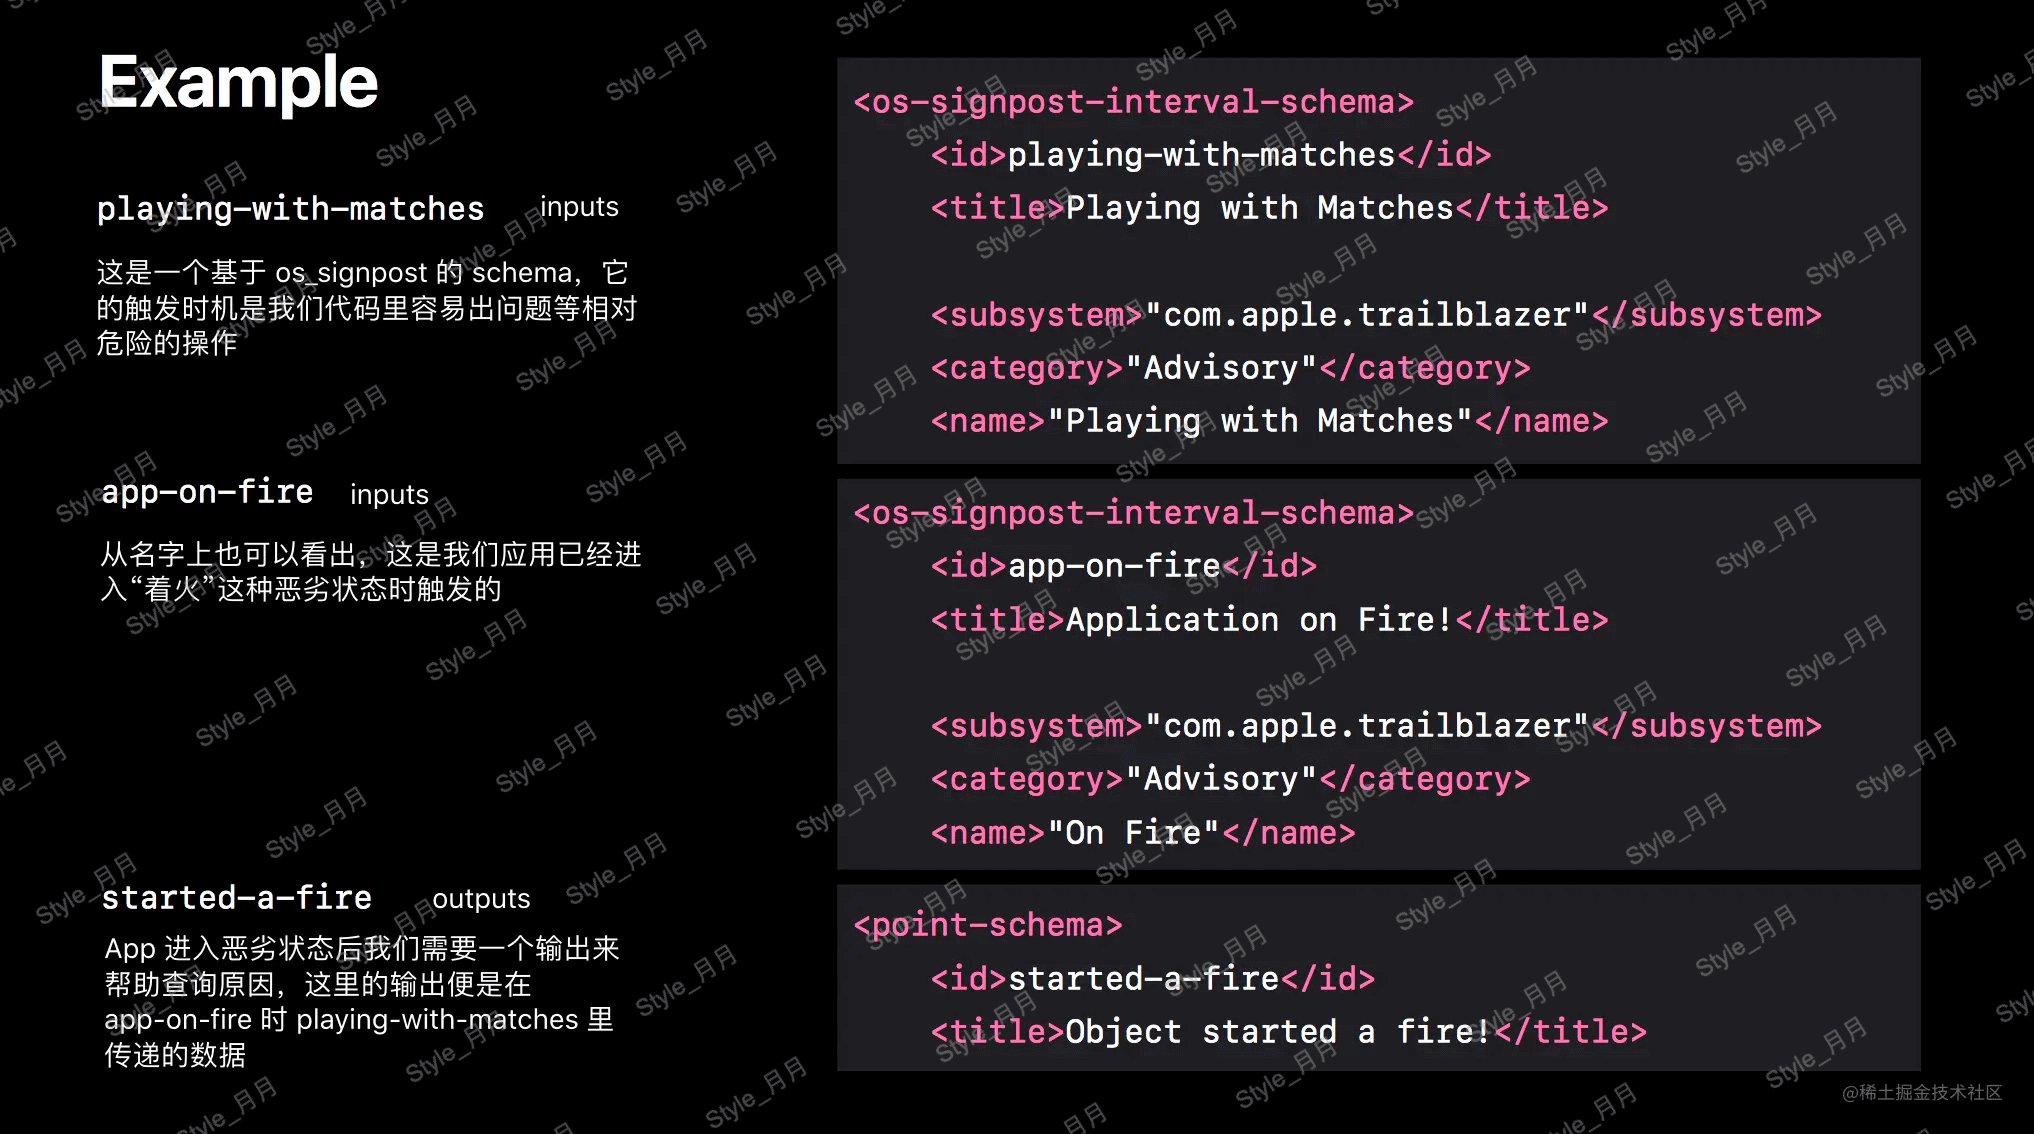 Example
playing-with-matches inputs
这是一个基于 os_signpost 的 schema，它
的触发时机是我们代码里容易出问题等相对
危险的操作
app-on-fire inputs
从名字上也可以看出，这是我们应用已经进
入“着火”这种恶劣状态时触发的
started-a-fire outputs
App 进入恶劣状态后我们需要一个输出来
帮助查询原因，这里的输出便是在
app-on-fire 时 playing-with-matches 里
传递的数据
<os-signpost-interval-schema>
<id>playing-with-matches</id>
<title>Playing with Matches</title>
<subsystem>"com.apple.trailblazer"</subsystem>
<category>"Advisory"</category>
<name>"Playing with Matches"</name>
<os-signpost-interval-schema>
<id>app-on-fire</id>
<title>Application on Fire!</title>
<subsystem>"com.apple.trailblazer"</subsystem>
<category>"Advisory"</category>
<name>"On Fire"</name>
<point-schema>
<id>started-a-fire</id>
<title>Object started a fire!</title>
Style_月月
@稀土掘金技术社区